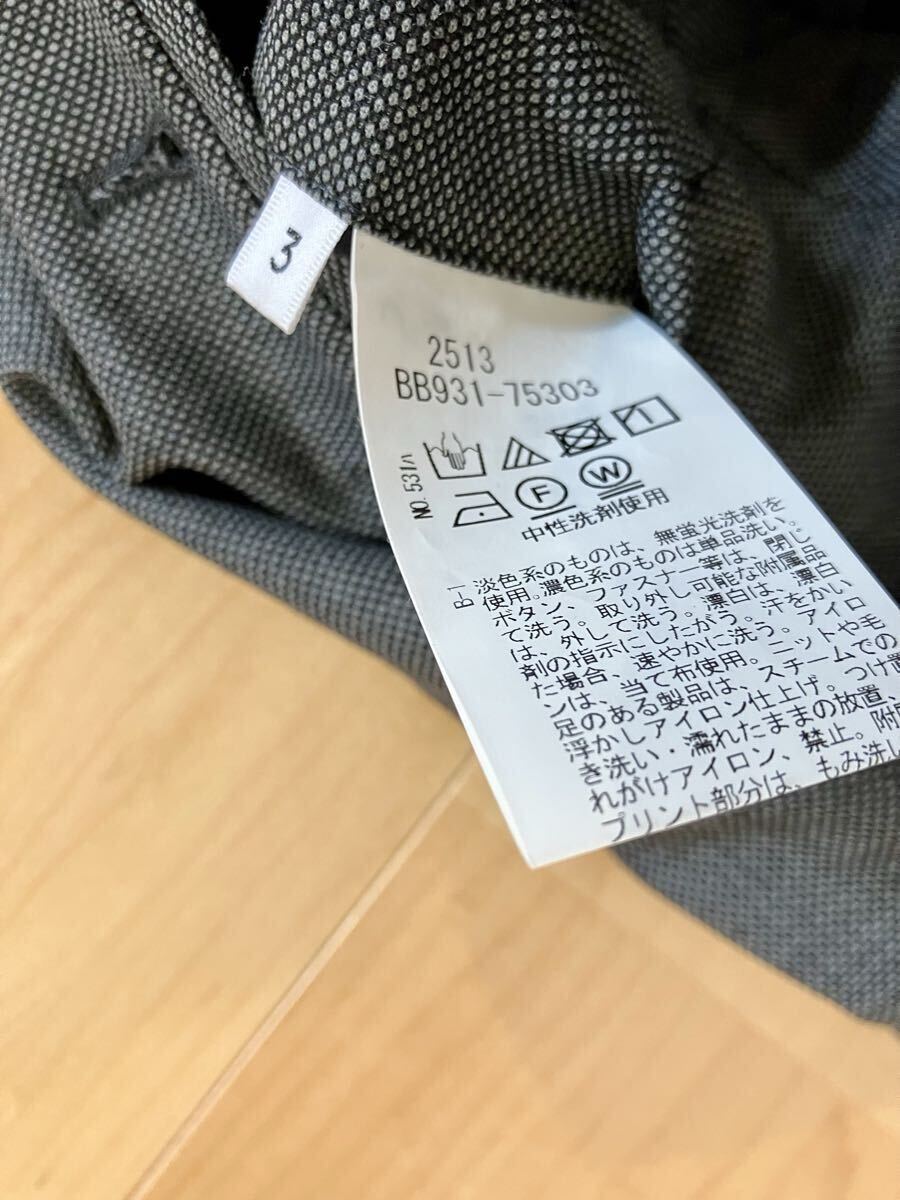 3
2513
BB931-75303
NO.531ハ
F
W
中性洗剤使用
B-1 淡色系のものは、無蛍光洗剤を
使用。濃色系のものは単品洗い。
ボタン、ファスナー等は、閉じ
て洗う。取り外し可能な附属品
は、外して洗う。漂白は、漂白
剤の指示にしたがう。汗をかい
た場合、速やかに洗う。アイロ
ンは、当て布使用。ニットや毛
足のある製品は、スチームでの
浮かしアイロン仕上げ。つけ置
き洗い・濡れたままの放置、
れがけアイロン、禁止。附属
プリント部分は、もみ洗い